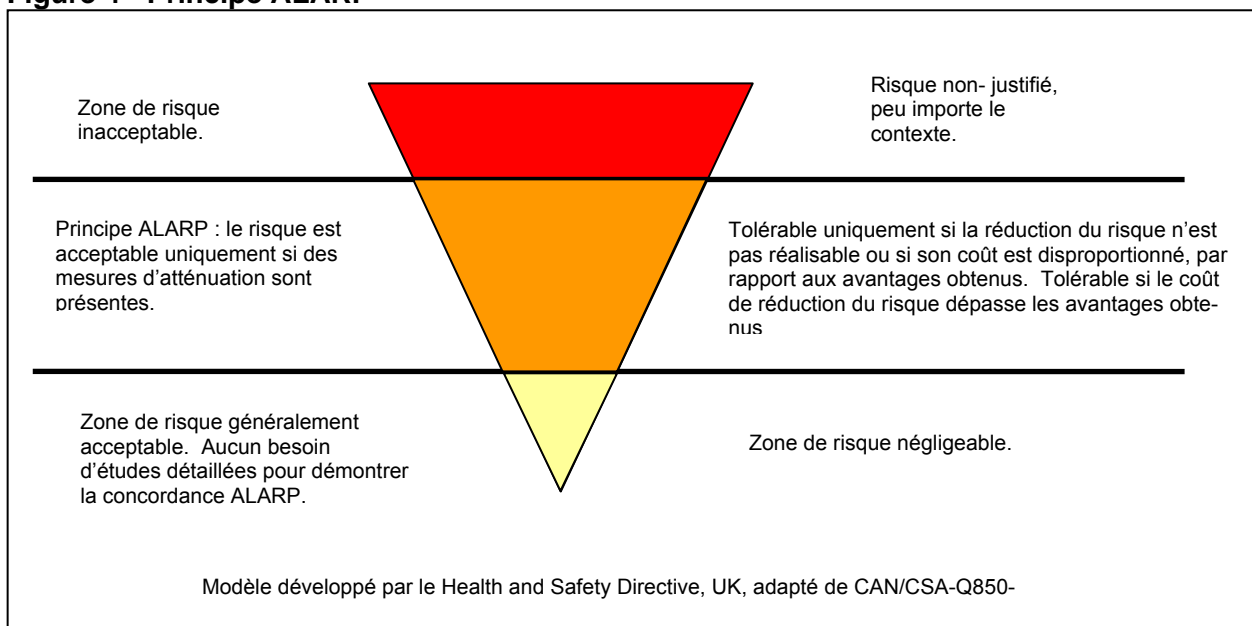 Zone de risque
inacceptable.
Risque non- justifié,
peu importe le
contexte.
Principe ALARP : le risque est
acceptable uniquement si des
mesures d’atténuation sont
présentes.
Tolérable uniquement si la réduction du risque n’est
pas réalisable ou si son coût est disproportionné, par
rapport aux avantages obtenus. Tolérable si le coût
de réduction du risque dépasse les avantages obte-
nus
Zone de risque généralement
acceptable. Aucun besoin
d’études détaillées pour démontrer
la concordance ALARP.
Zone de risque négligeable.
Modèle développé par le Health and Safety Directive, UK, adapté de CAN/CSA-Q850-